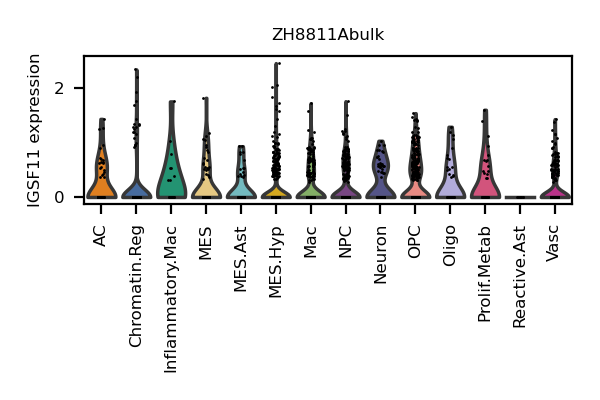 ZH8811Abulk
IGSF11 expression
2
0
AC
Chromatin.Reg
Inflammatory.Mac
MES
MES.Ast
MES.Hyp
Mac
NPC
Neuron
OPC
Oligo
Prolif.Metab
Reactive.Ast
Vasc